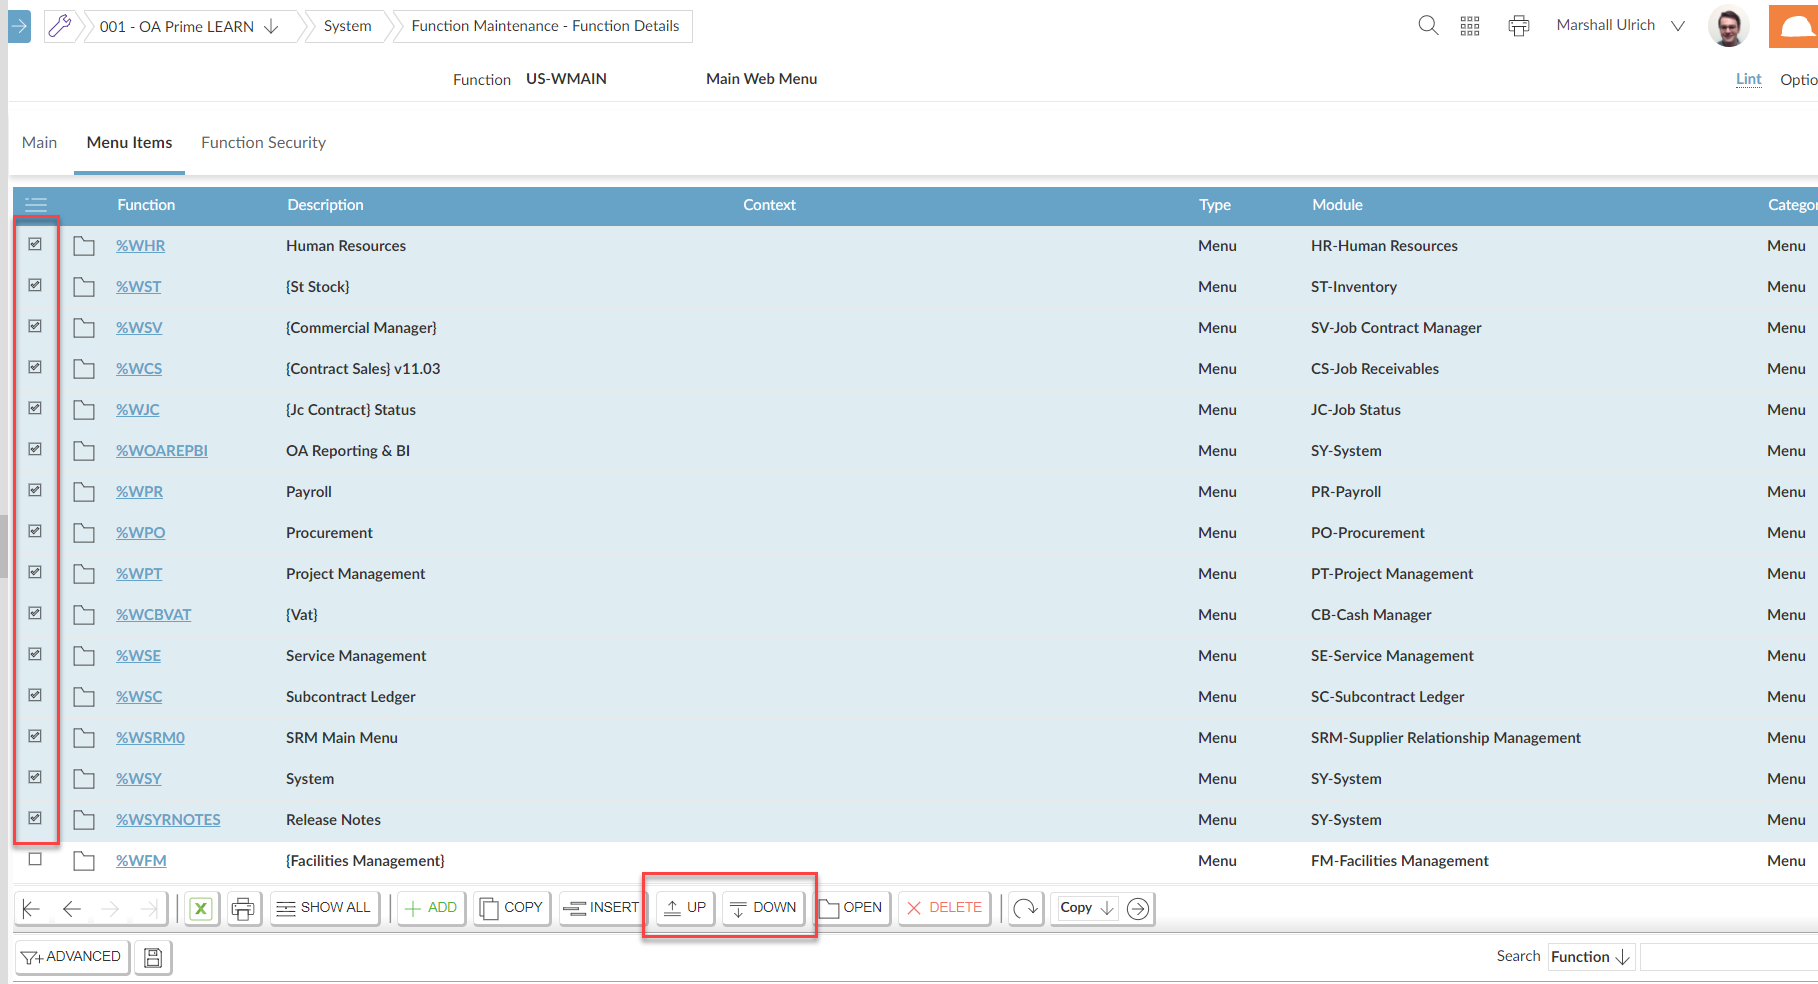 001 - OA Prime LEARN System Function Maintenance - Function Details Marshall Ulrich
Function US-WMAIN Main Web Menu Lint Optio
Main Menu Items Function Security
Function Description Context Type Module Categor
%WHR Human Resources Menu HR-Human Resources Menu
%WST {St Stock} Menu ST-Inventory Menu
%WSV {Commercial Manager} Menu SV-Job Contract Manager Menu
%WCS {Contract Sales} v11.03 Menu CS-Job Receivables Menu
%WJC {Jc Contract} Status Menu JC-Job Status Menu
%WOAREPBI OA Reporting & BI Menu SY-System Menu
%WPR Payroll Menu PR-Payroll Menu
%WPO Procurement Menu PO-Procurement Menu
%WPT Project Management Menu PT-Project Management Menu
%WCBVAT {Vat} Menu CB-Cash Manager Menu
%WSE Service Management Menu SE-Service Management Menu
%WSC Subcontract Ledger Menu SC-Subcontract Ledger Menu
%WSRM0 SRM Main Menu Menu SRM-Supplier Relationship Management Menu
%WSY System Menu SY-System Menu
%WSYRNOTES Release Notes Menu SY-System Menu
%WFM {Facilities Management} Menu FM-Facilities Management Menu
SHOW ALL ADD COPY INSERT UP DOWN OPEN DELETE Copy
ADVANCED Search Function